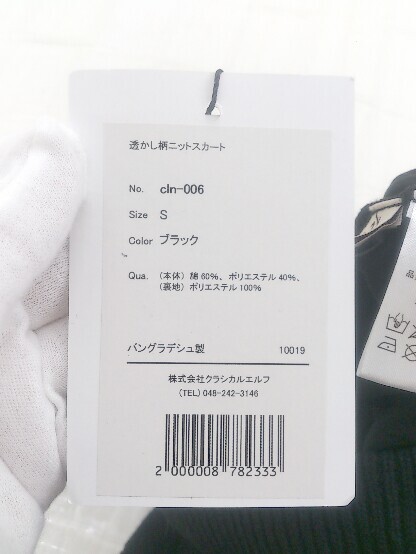 透かし柄ニットスカート
No. cln-006
Size S
Color ブラック
Qua. (本体) 綿 60%、ポリエステル 40%、
(裏地) ポリエステル 100%
バングラデシュ製 10019
株式会社クラシカルエルフ
(TEL) 048-242-3146
2 000008 782333